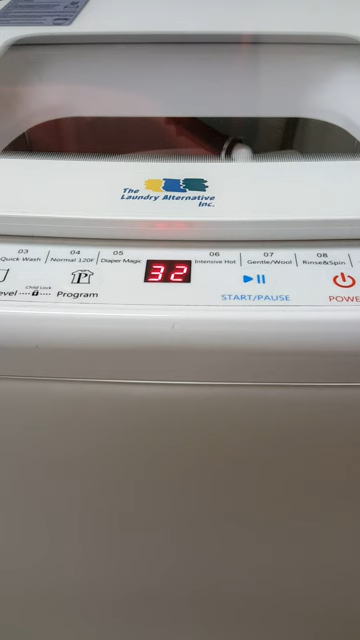 The
Laundry Alternative
Inc.
03 04 05 06 07 08
Quick Wash Normal 120F Diaper Magic 32 Intensive Hot Gentle/Wool Rinse&Spin
Child Lock
evel Program START/PAUSE POWE